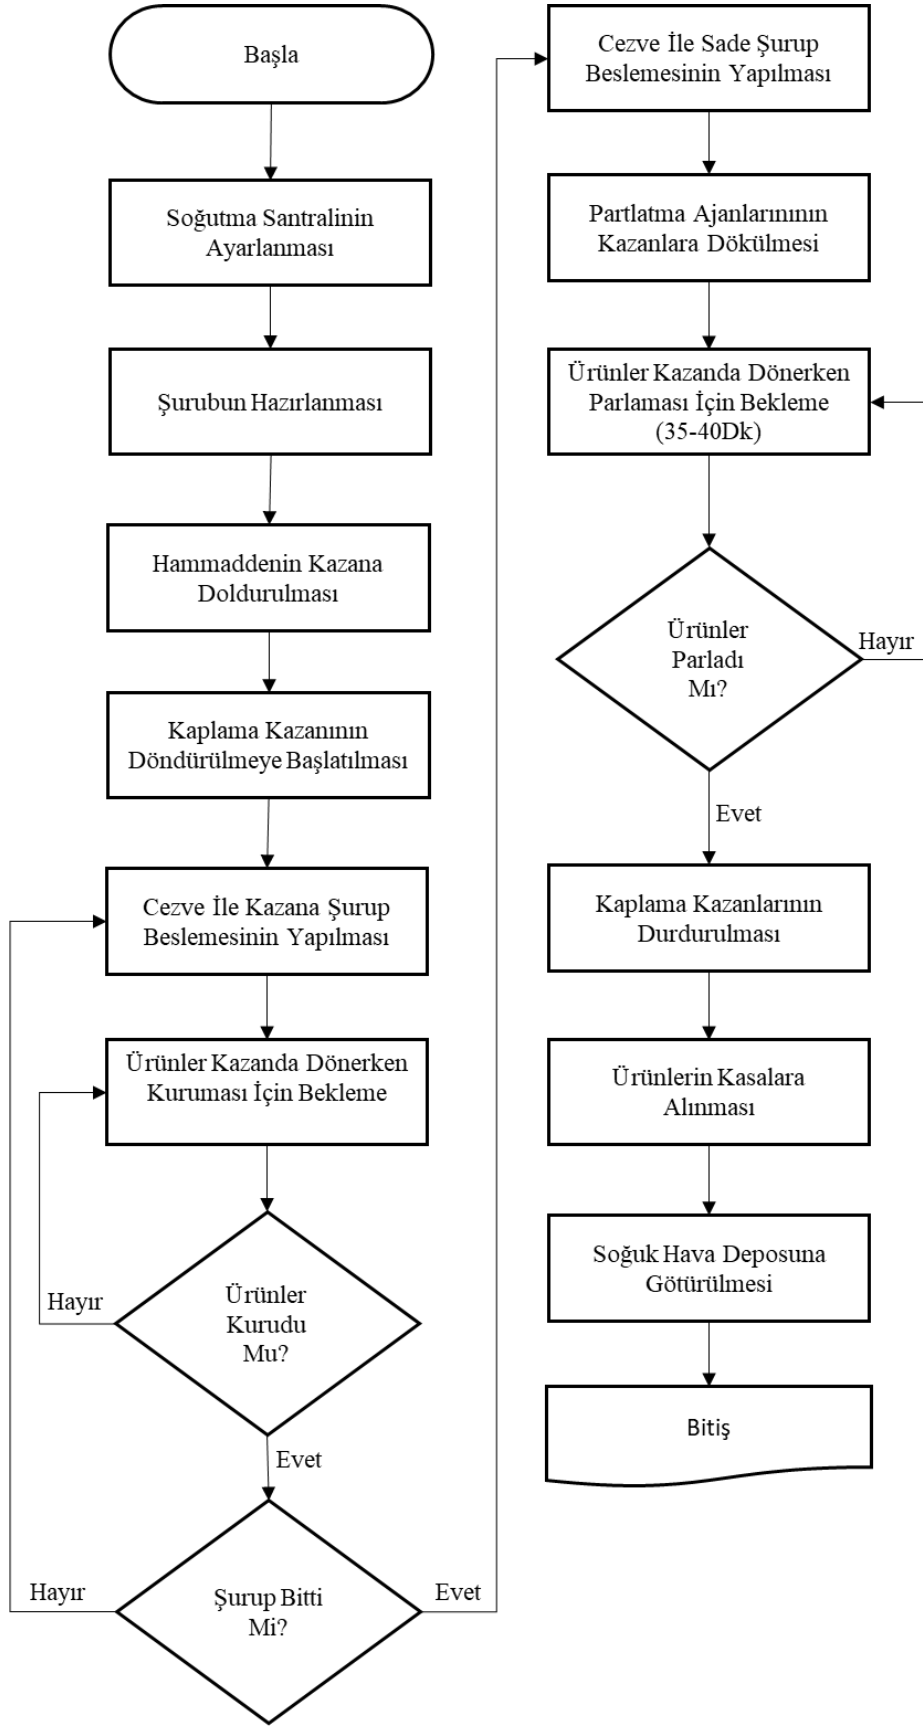 Başla
Soğutma Santralinin
Ayarlanması
Şurubun Hazırlanması
Hammaddenin Kazana
Doldurulması
Kaplama Kazanının
Döndürülmeye Başlatılması
Cezve İle Kazana Şurup
Beslemesinin Yapılması
Ürünler Kazanda Dönerken
Kuruması İçin Bekleme
Ürünler
Kurudu
Mu?
Hayır
Evet
Şurup Bitti
Mi?
Hayır
Evet
Cezve İle Sade Şurup
Beslemesinin Yapılması
Partlatma Ajanlarınının
Kazanlara Dökülmesi
Ürünler Kazanda Dönerken
Parlaması İçin Bekleme
(35-40Dk)
Ürünler
Parladı
Mı?
Hayır
Evet
Kaplama Kazanlarının
Durdurulması
Ürünlerin Kasalara
Alınması
Soğuk Hava Deposuna
Götürülmesi
Bitiş